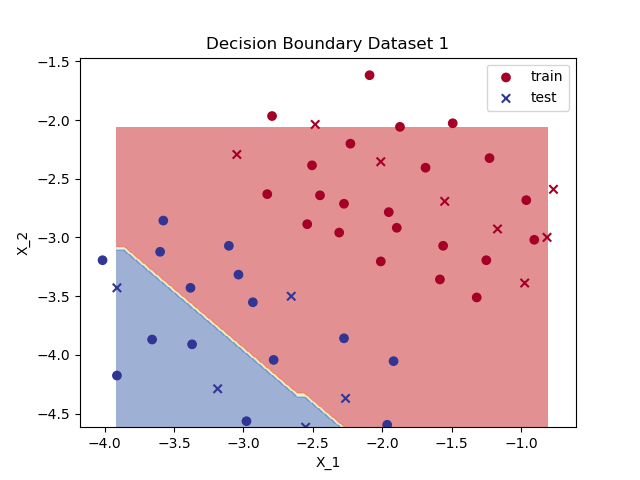 Decision Boundary Dataset 1
train
test
X_2
−1.5
−2.0
−2.5
−3.0
−3.5
−4.0
−4.5
−4.0 −3.5 −3.0 −2.5 −2.0 −1.5 −1.0
X_1